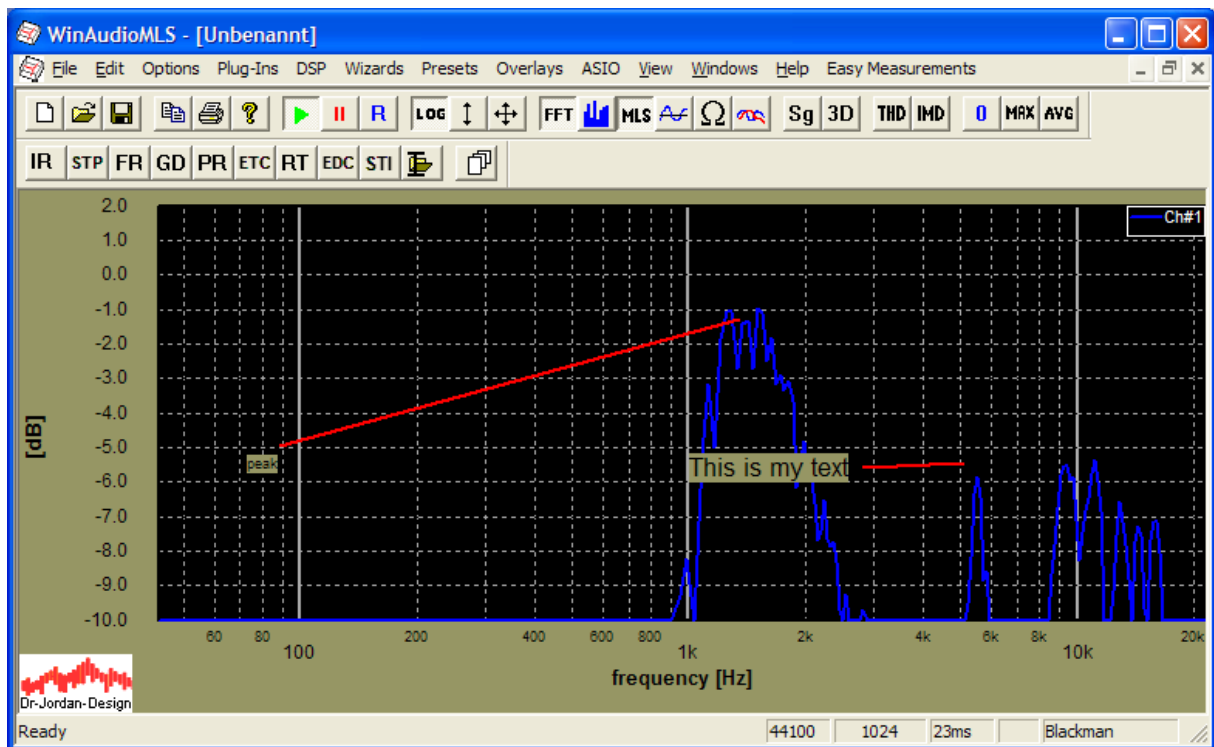 WinAudioMLS - [Unbenannt]
File Edit Options Plug-Ins DSP Wizards Presets Overlays ASIO View Windows Help Easy Measurements
R LOG FFT MLS Ω Sg 3D THD IMD 0 MAX AVG
IR STP FR GD PR ETC RT EDC STI
2.0
Ch#1
1.0
0.0
-1.0
-2.0
-3.0
-4.0
[dB]
-5.0
peak
This is my text
-6.0
-7.0
-8.0
-9.0
-10.0
60 80 200 400 600 800 2k 4k 6k 8k 20k
100 1k 10k
frequency [Hz]
Dr-Jordan-Design
Ready 44100 1024 23ms Blackman